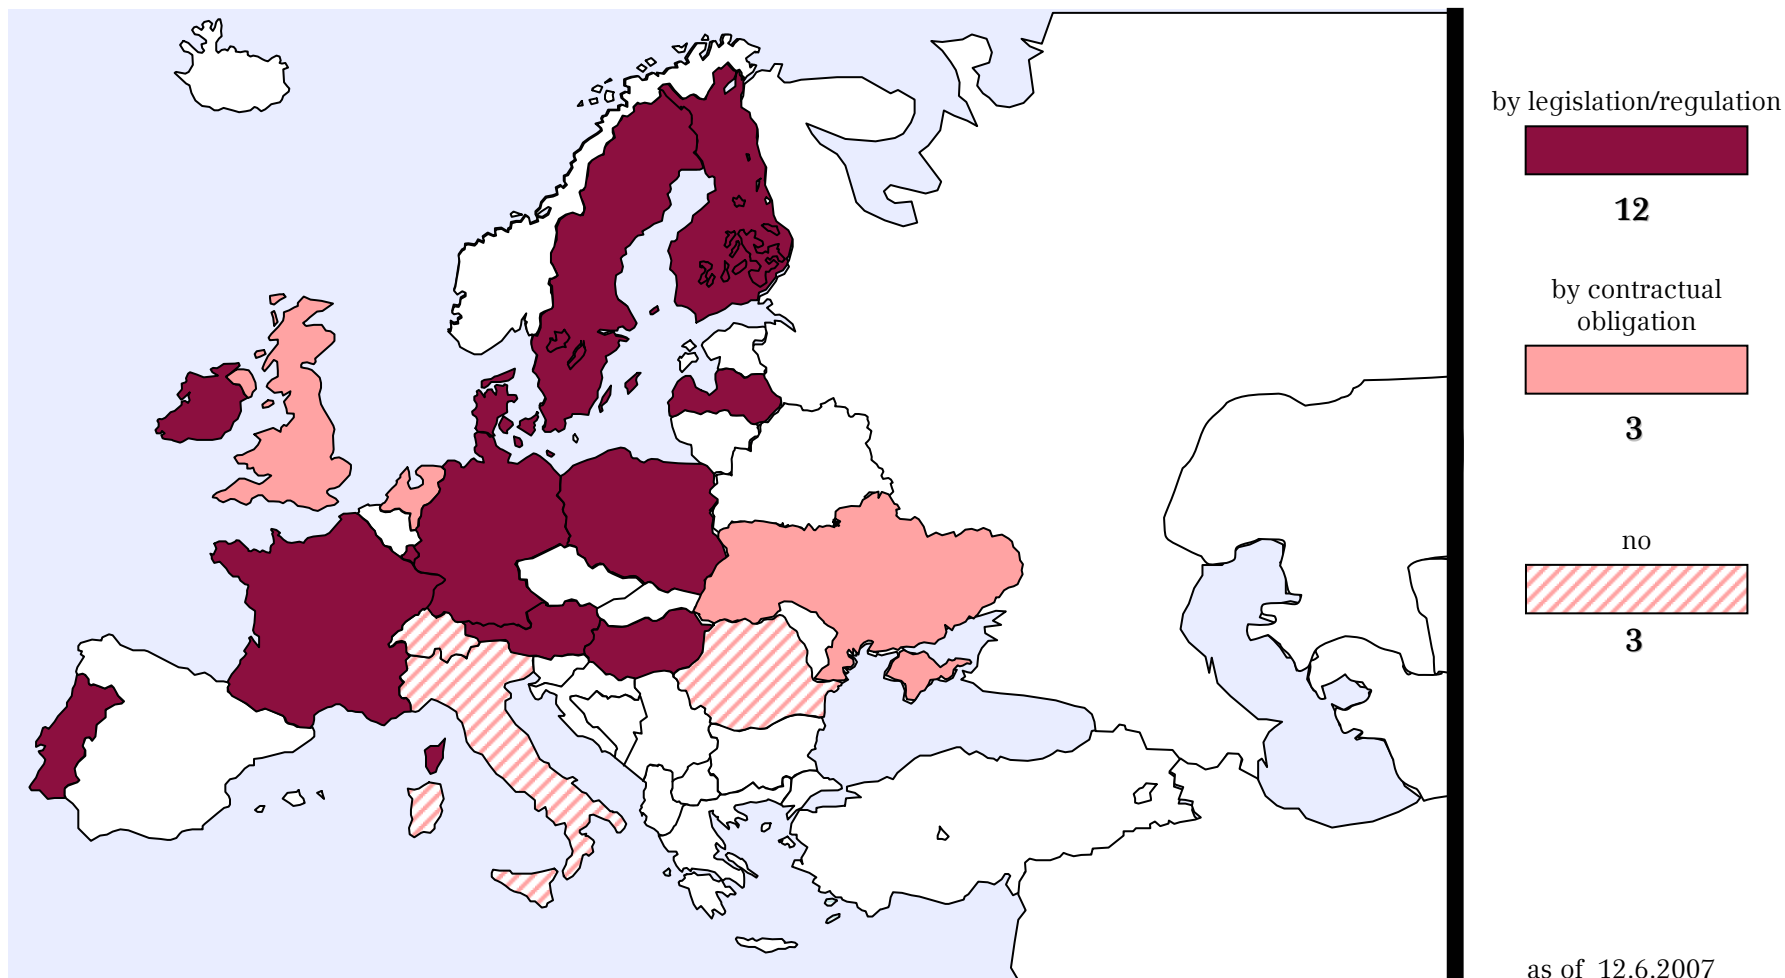 by legislation/regulation
12
by contractual
obligation
3
no
3
as of 12.6.2007